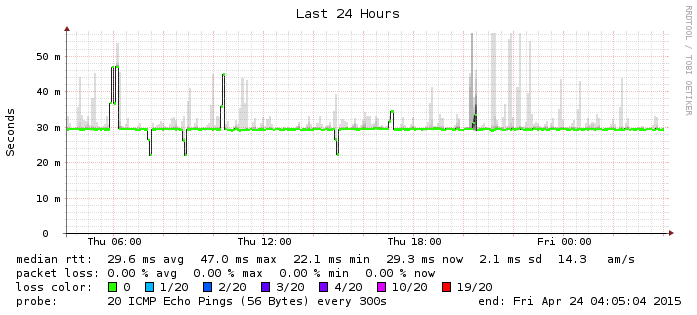 Last 24 Hours
RRDTOOL / TOBI OETIKER
Seconds
50 m
40 m
30 m
20 m
10 m
0
Thu 06:00 Thu 12:00 Thu 18:00 Fri 00:00
median rtt: 29.6 ms avg 47.0 ms max 22.1 ms min 29.3 ms now 2.1 ms sd 14.3 am/s
packet loss: 0.00 % avg 0.00 % max 0.00 % min 0.00 % now
loss color: 0 1/20 2/20 3/20 4/20 10/20 19/20
probe: 20 ICMP Echo Pings (56 Bytes) every 300s end: Fri Apr 24 04:05:04 2015